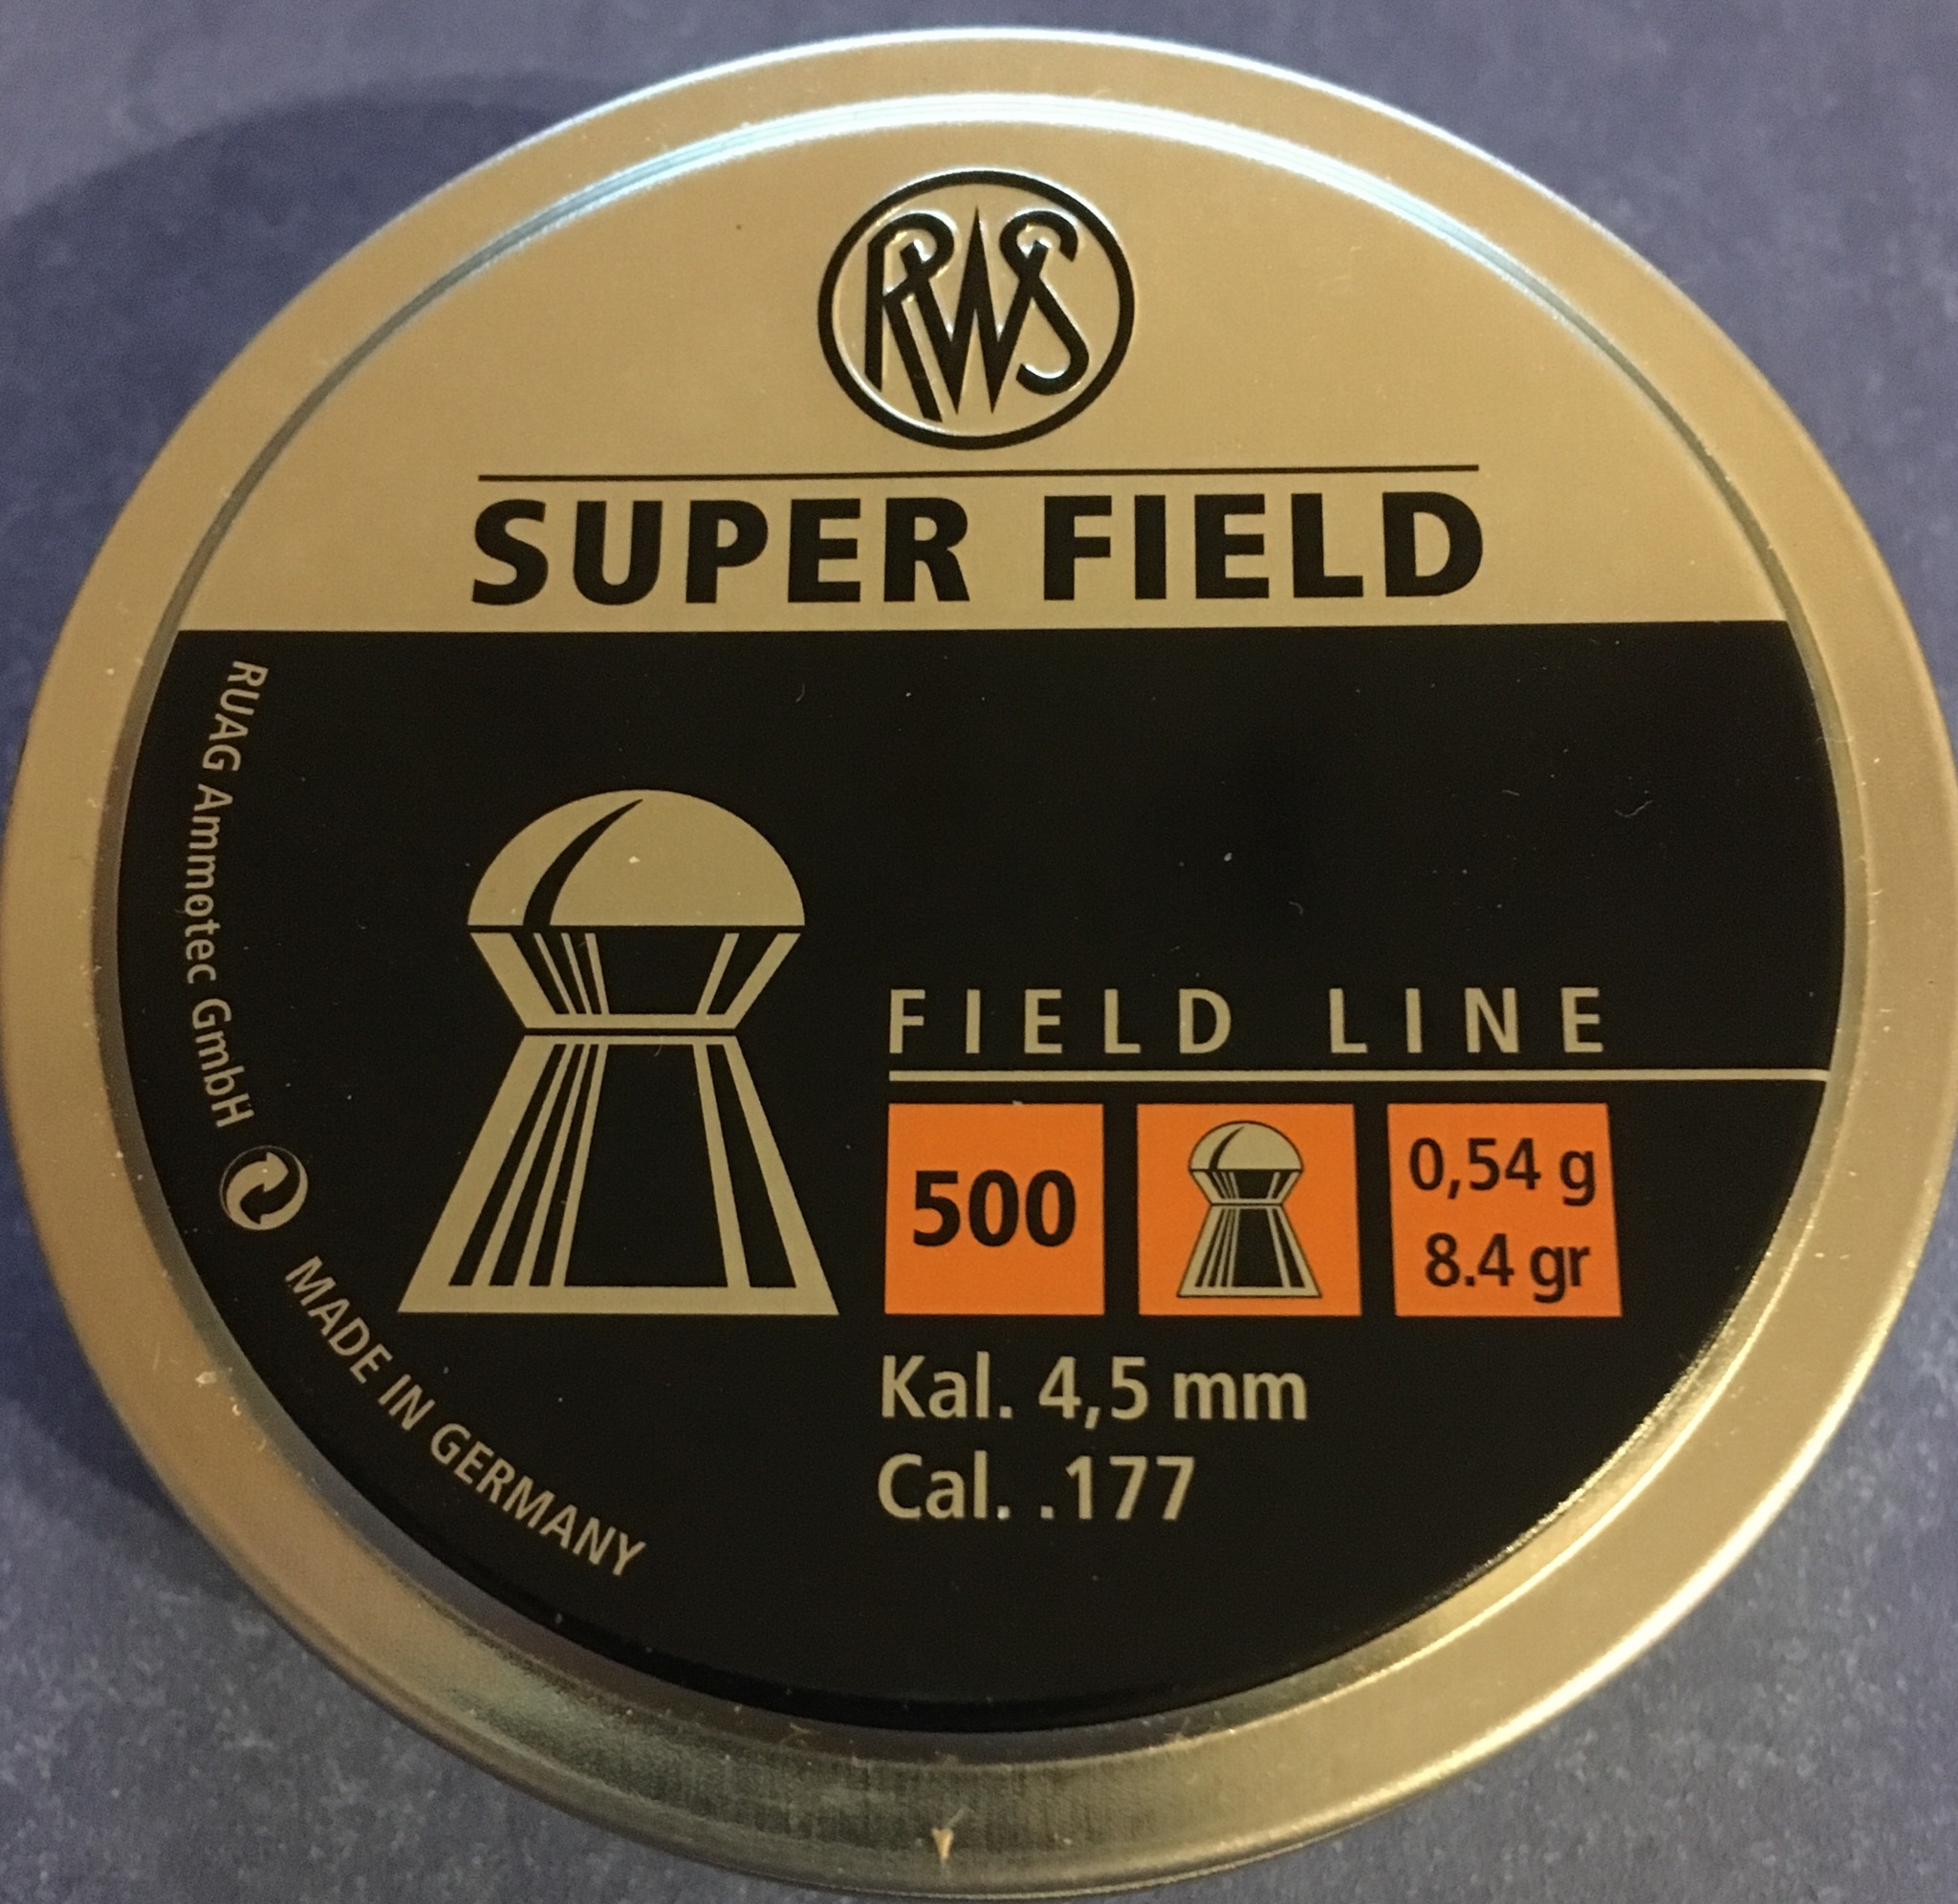 RWS
SUPER FIELD
RUAG Ammotec GmbH
MADE IN GERMANY
FIELD LINE
500
0,54 g
8.4 gr
Kal. 4,5 mm
Cal. .177